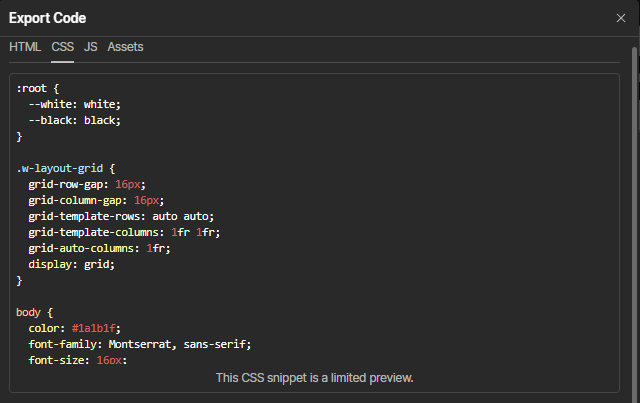 Export Code
HTML CSS JS Assets
:root {
--white: white;
--black: black;
}
.w-layout-grid {
grid-row-gap: 16px;
grid-column-gap: 16px;
grid-template-rows: auto auto;
grid-template-columns: 1fr 1fr;
grid-auto-columns: 1fr;
display: grid;
}
body {
color: #1a1b1f;
font-family: Montserrat, sans-serif;
font-size: 16px;
This CSS snippet is a limited preview.